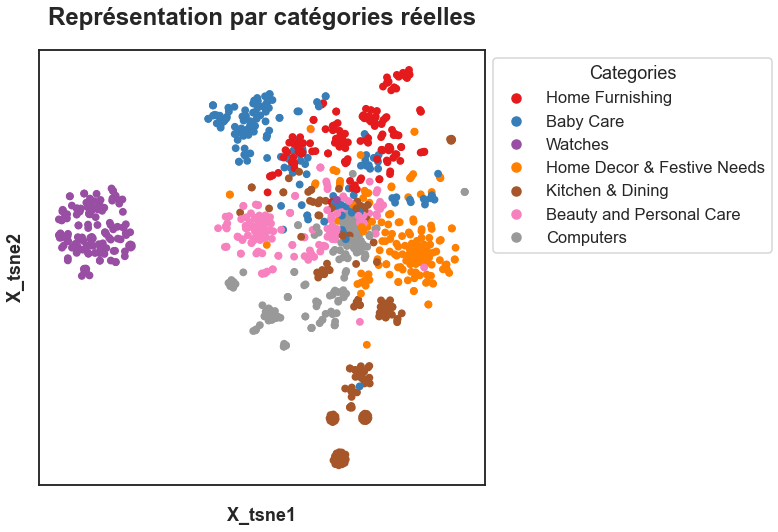 Représentation par catégories réelles
Categories
Home Furnishing
Baby Care
Watches
Home Decor & Festive Needs
Kitchen & Dining
Beauty and Personal Care
Computers
X_tsne2
X_tsne1